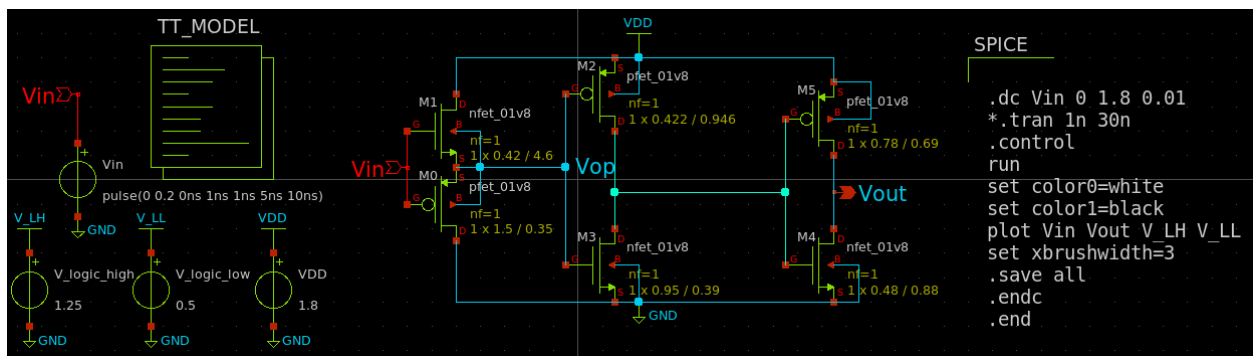 TT_MODEL
Vin
Vin
pulse(0 0.2 0ns 1ns 1ns 5ns 10ns)
GND
V_LH
V_logic_high
1.25
GND
V_LL
V_logic_low
0.5
GND
VDD
VDD
1.8
GND
Vin
M1
G
D
B
S
nfet_01v8
nf=1
1 x 0.42 / 4.6
M0
G
S
B
D
pfet_01v8
nf=1
1 x 1.5 / 0.35
Vop
VDD
M2
G
S
B
D
pfet_01v8
nf=1
1 x 0.422 / 0.946
M3
G
D
B
S
nfet_01v8
nf=1
1 x 0.95 / 0.39
GND
M5
G
S
B
D
pfet_01v8
nf=1
1 x 0.78 / 0.69
Vout
M4
G
D
B
S
nfet_01v8
nf=1
1 x 0.48 / 0.88
SPICE
.dc Vin 0 1.8 0.01
*.tran 1n 30n
.control
run
set color0=white
set color1=black
plot Vin Vout V_LH V_LL
set xbrushwidth=3
.save all
.endc
.end